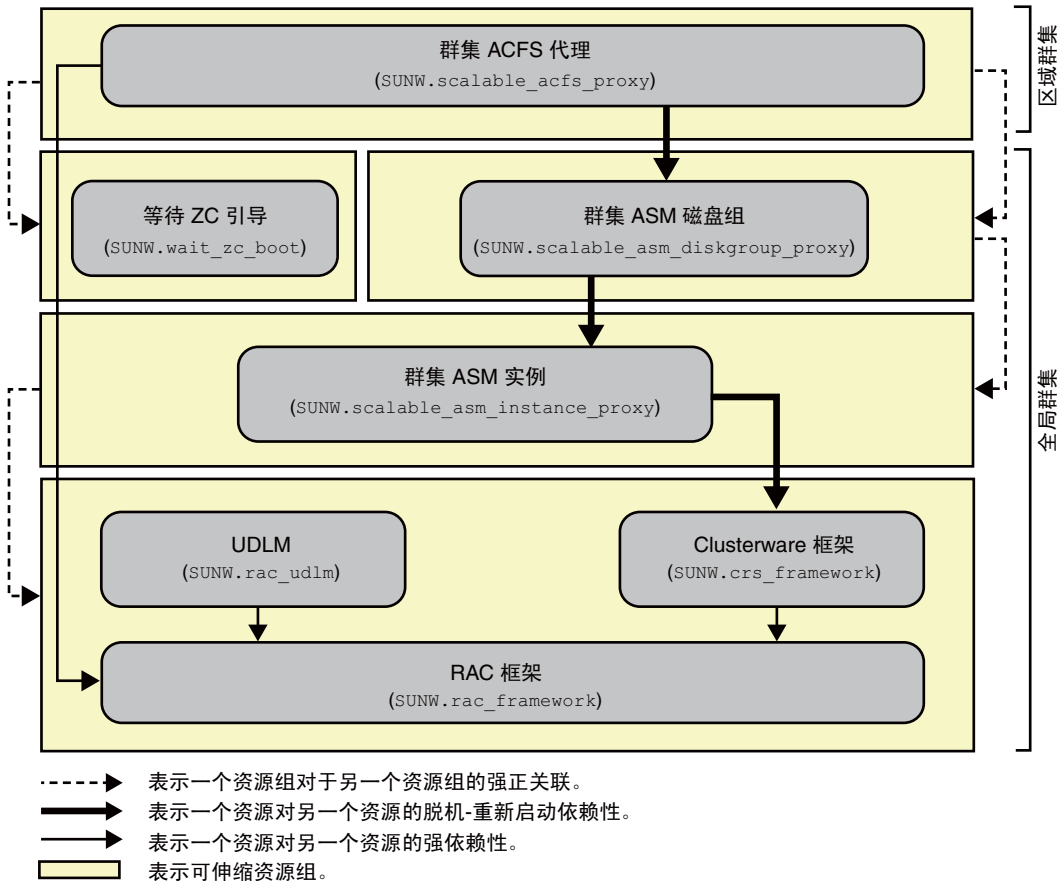 群集 ACFS 代理
(SUNW.scalable_acfs_proxy)
区域群集
等待 ZC 引导
(SUNW.wait_zc_boot)
群集 ASM 磁盘组
(SUNW.scalable_asm_diskgroup_proxy)
群集 ASM 实例
(SUNW.scalable_asm_instance_proxy)
全局群集
UDLM
(SUNW.rac_udlm)
Clusterware 框架
(SUNW.crs_framework)
RAC 框架
(SUNW.rac_framework)
表示一个资源组对于另一个资源组的强正关联。
表示一个资源对另一个资源的脱机-重新启动依赖性。
表示一个资源对另一个资源的强依赖性。
表示可伸缩资源组。